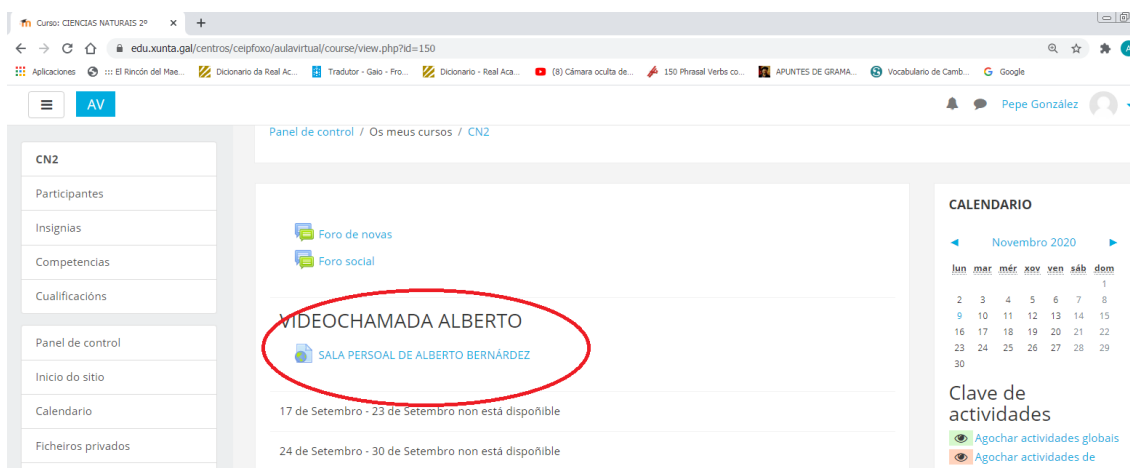 Curso: CIENCIAS NATURAIS 2º
edu.xunta.gal/centros/ceipfoxo/aulavirtual/course/view.php?id=150
Aplicaciones ::: El Rincón del Mae... Dicionario da Real Ac... Tradutor - Gaio - Fro... Dicionario - Real Aca... (8) Cámara oculta de... 150 Phrasal Verbs co... APUNTES DE GRAMA... Vocabulario de Camb... Google
AV
Pepe González
Panel de control / Os meus cursos / CN2
CN2
Participantes
Insignias
Competencias
Cualificacións
Panel de control
Inicio do sitio
Calendario
Ficheiros privados
Foro de novas
Foro social
VIDEOCHAMADA ALBERTO
SALA PERSOAL DE ALBERTO BERNÁRDEZ
17 de Setembro - 23 de Setembro non está dispoñible
24 de Setembro - 30 de Setembro non está dispoñible
CALENDARIO
◄ Novembro 2020 ►
lun mar mér xov ven sáb dom
1
2 3 4 5 6 7 8
9 10 11 12 13 14 15
16 17 18 19 20 21 22
23 24 25 26 27 28 29
30
Clave de
actividades
Agochar actividades globais
Agochar actividades de